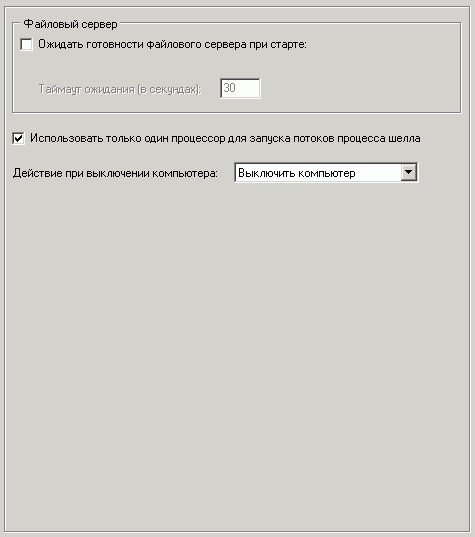 Файловый сервер
Ожидать готовности файлового сервера при старте:
Таймаут ожидания (в секундах):
30
Использовать только один процессор для запуска потоков процесса шелла
Действие при выключении компьютера:
Выключить компьютер